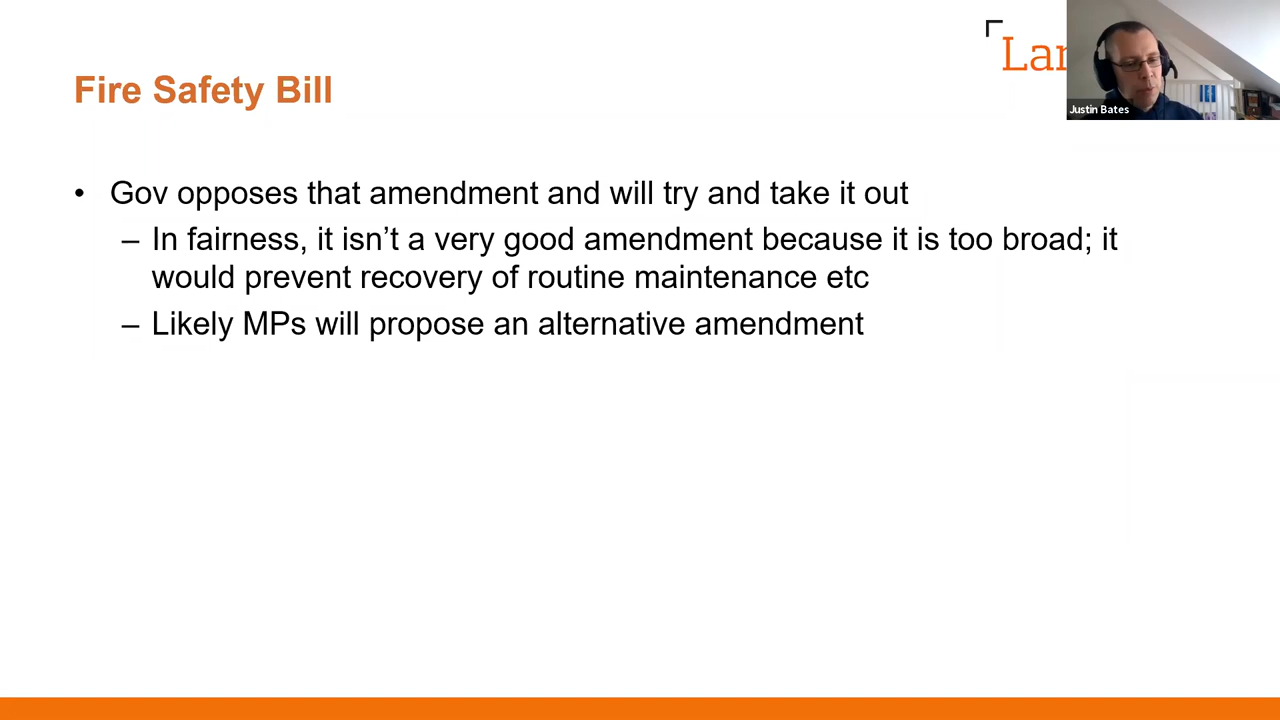 Fire Safety Bill
Justin Bates
• Gov opposes that amendment and will try and take it out
– In fairness, it isn’t a very good amendment because it is too broad; it
would prevent recovery of routine maintenance etc
– Likely MPs will propose an alternative amendment